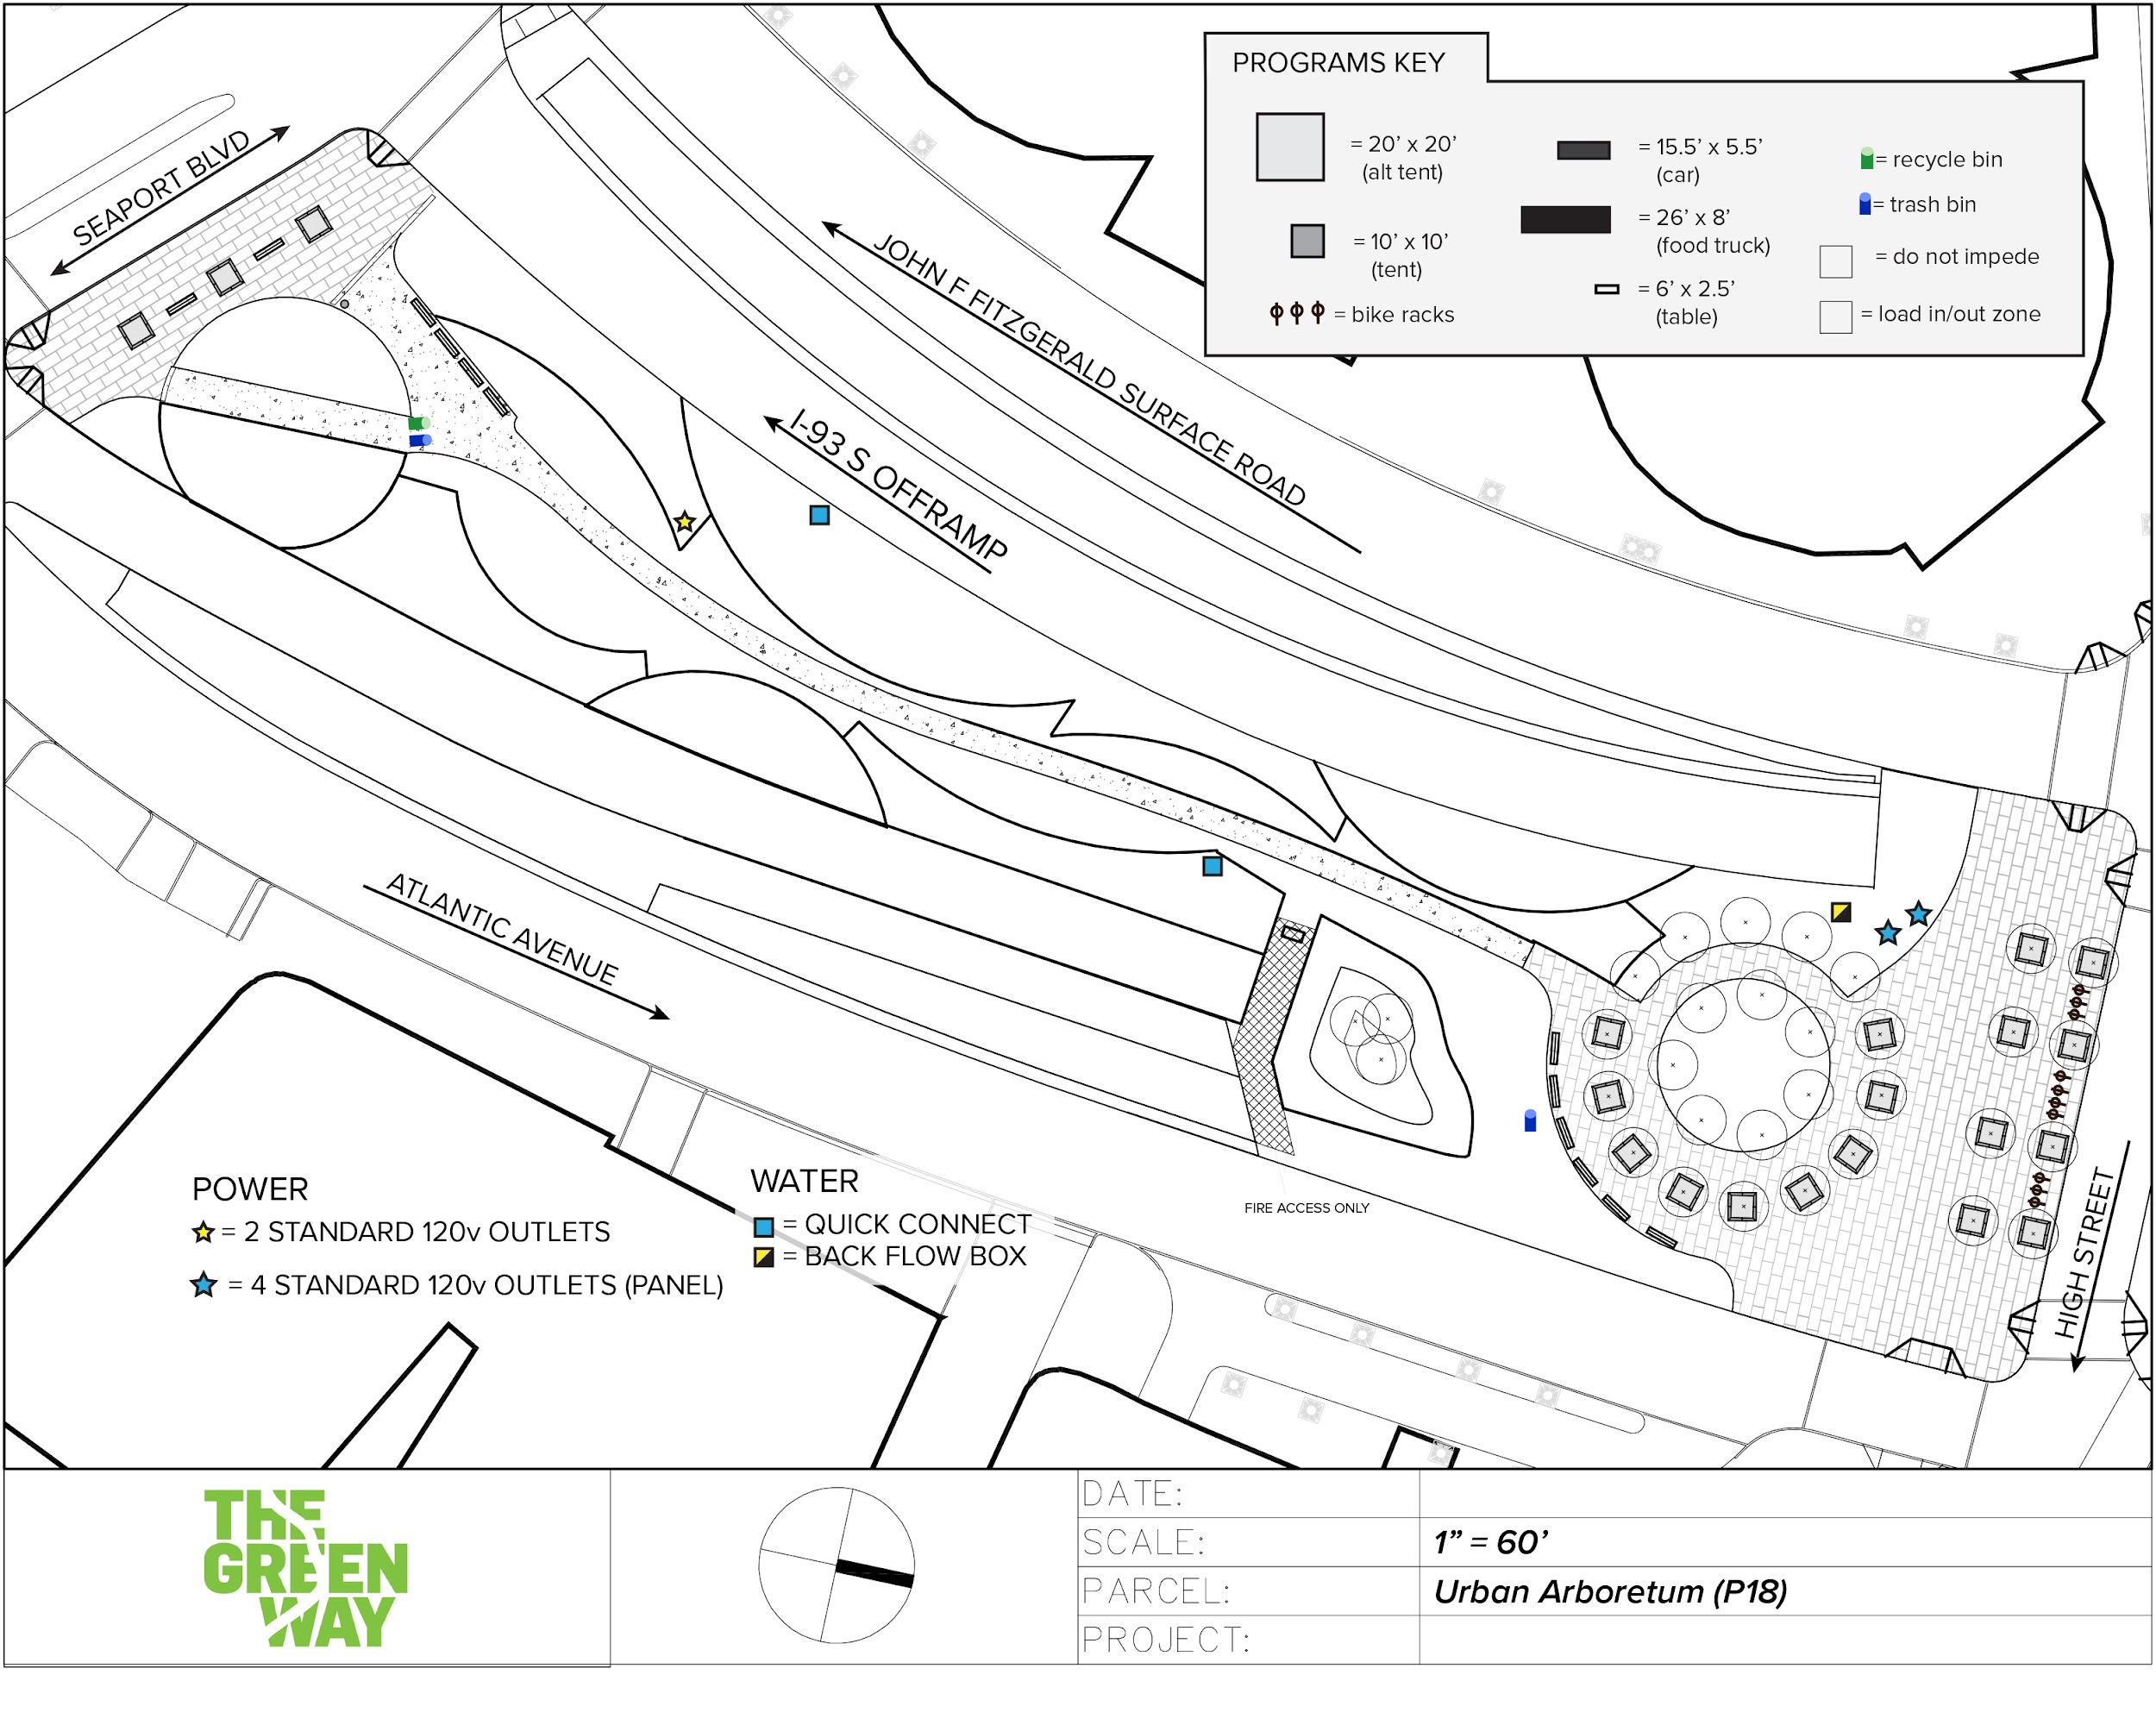 PROGRAMS KEY
= 20’ x 20’
(alt tent)
= 10’ x 10’
(tent)
= bike racks
= 15.5’ x 5.5’
(car)
= 26’ x 8’
(food truck)
= 6’ x 2.5’
(table)
= recycle bin
= trash bin
= do not impede
= load in/out zone
SEAPORT BLVD
JOHN F FITZGERALD SURFACE ROAD
I-93 S OFFRAMP
ATLANTIC AVENUE
HIGH STREET
FIRE ACCESS ONLY
POWER
= 2 STANDARD 120v OUTLETS
= 4 STANDARD 120v OUTLETS (PANEL)
WATER
= QUICK CONNECT
= BACK FLOW BOX
THE
GREEN
WAY
DATE:
SCALE: 1” = 60’
PARCEL: Urban Arboretum (P18)
PROJECT: